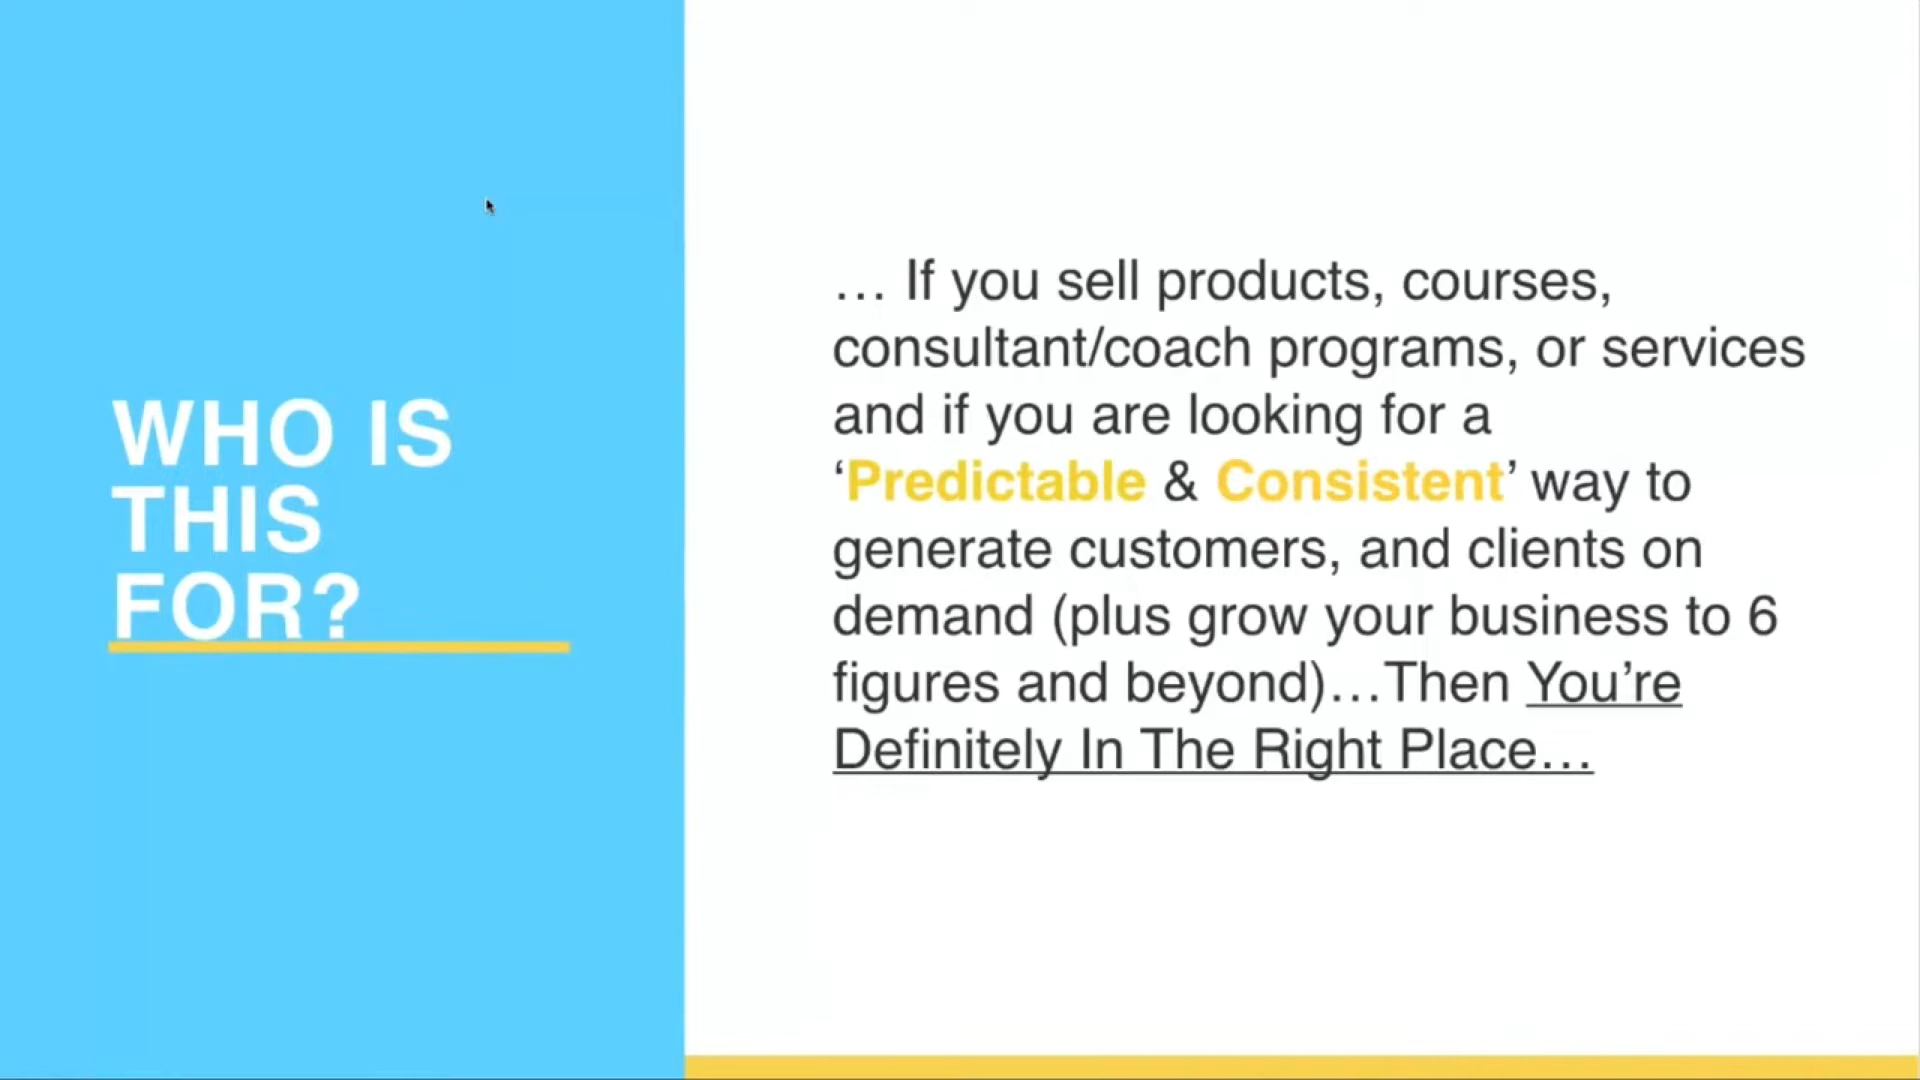 WHO IS
THIS
FOR?
… If you sell products, courses,
consultant/coach programs, or services
and if you are looking for a
‘Predictable & Consistent’ way to
generate customers, and clients on
demand (plus grow your business to 6
figures and beyond)…Then You’re
Definitely In The Right Place…